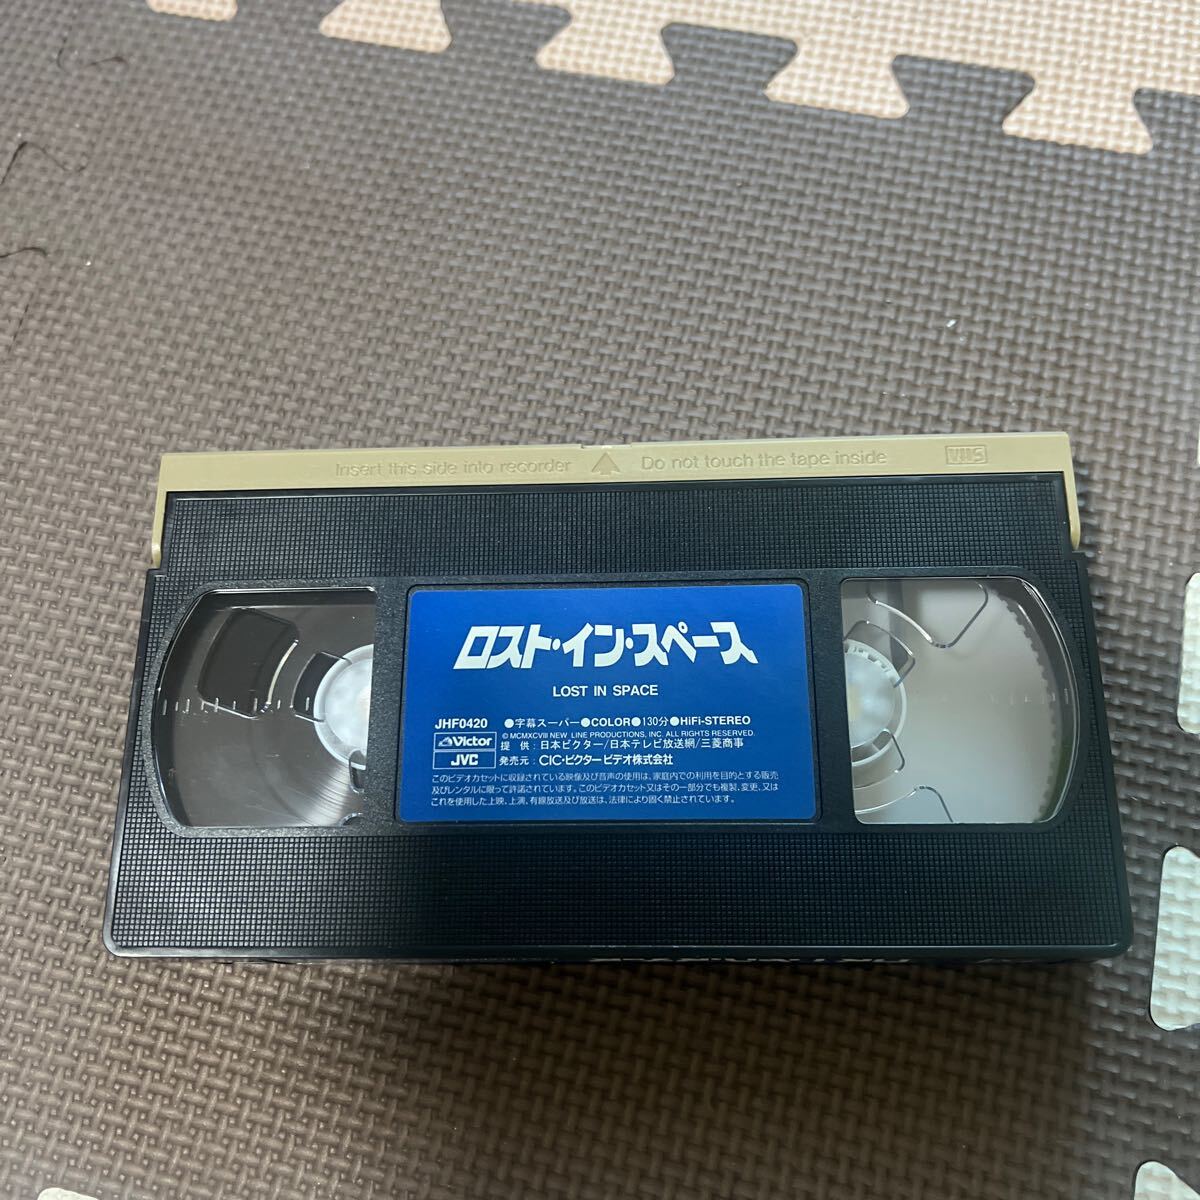 Insert this side into recorder Do not touch the tape inside VHS
ロスト・イン・スペース
LOST IN SPACE
JHF0420 ●字幕スーパー●COLOR●130分●HiFi-STEREO
© MCMXCVIII NEW LINE PRODUCTIONS, INC. ALL RIGHTS RESERVED.
Victor 提 供：日本ビクター/日本テレビ放送網/三菱商事
JVC 発売元：CIC・ビクター ビデオ株式会社
このビデオカセットに収録されている映像及び音声の使用は、家庭内での利用を目的とする販売
及びレンタルに限って許諾されています。このビデオカセット又はその一部分でも複製、変更、又は
これを使用した上映、上演、有線放送及び放送は、法律により固く禁止されています。